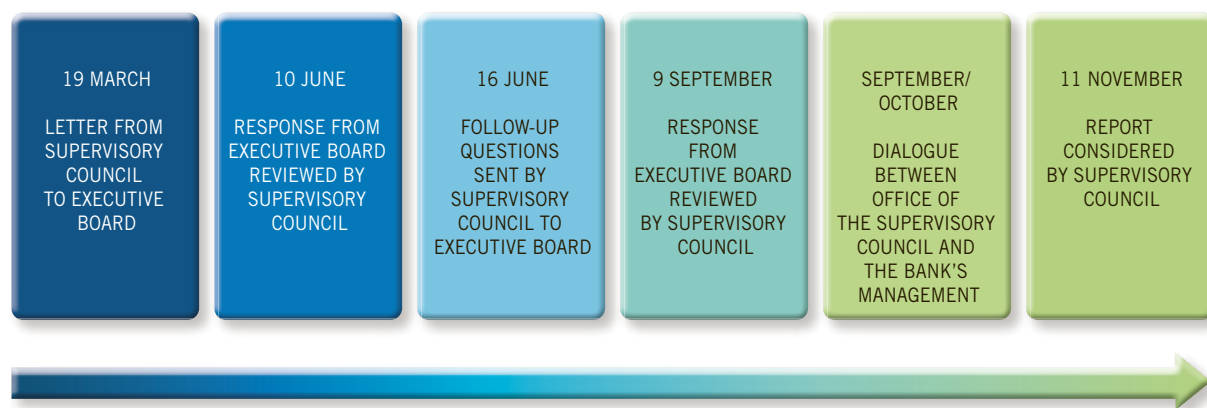 19 MARCH
LETTER FROM
SUPERVISORY
COUNCIL
TO EXECUTIVE
BOARD
10 JUNE
RESPONSE FROM
EXECUTIVE BOARD
REVIEWED BY
SUPERVISORY
COUNCIL
16 JUNE
FOLLOW-UP
QUESTIONS
SENT BY
SUPERVISORY
COUNCIL TO
EXECUTIVE BOARD
9 SEPTEMBER
RESPONSE
FROM
EXECUTIVE BOARD
REVIEWED
BY SUPERVISORY
COUNCIL
SEPTEMBER/
OCTOBER
DIALOGUE
BETWEEN
OFFICE OF
THE SUPERVISORY
COUNCIL AND
THE BANK'S
MANAGEMENT
11 NOVEMBER
REPORT
CONSIDERED
BY SUPERVISORY
COUNCIL